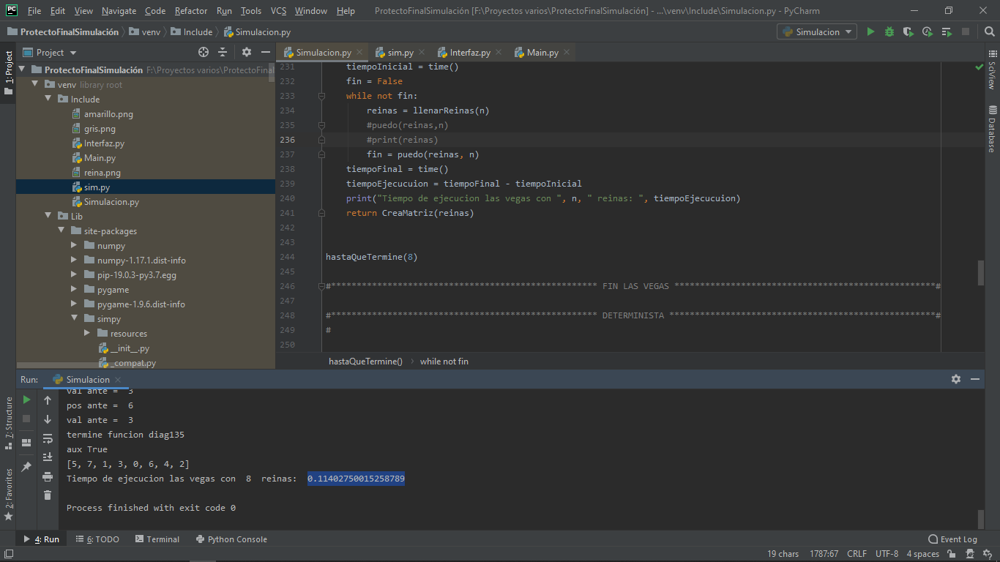 PC File Edit View Navigate Code Refactor Run Tools VCS Window Help ProtectoFinalSimulación [F:\Proyectos varios\ProtectoFinalSimulación] - ...\venv\Include\Simulacion.py - PyCharm
ProtectoFinalSimulación venv Include Simulacion.py Simulacion
Project
Simulacion.py sim.py Interfaz.py Main.py
1: Project
7: Structure
2: Favorites
SciView
Database
ProtectoFinalSimulación F:\Proyectos varios\ProtectoFinal
venv library root
Include
amarillo.png
gris.png
Interfaz.py
Main.py
reina.png
sim.py
Simulacion.py
Lib
site-packages
numpy
numpy-1.17.1.dist-info
pip-19.0.3-py3.7.egg
pygame
pygame-1.9.6.dist-info
simpy
resources
__init__.py
_compat.py
231 tiempoInicial = time()
232 fin = False
233 while not fin:
234 reinas = llenarReinas(n)
235 #puedo(reinas,n)
236 #print(reinas)
237 fin = puedo(reinas, n)
238 tiempoFinal = time()
239 tiempoEjecucuion = tiempoFinal - tiempoInicial
240 print("Tiempo de ejecucion las vegas con ", n, " reinas: ", tiempoEjecucuion)
241 return CreaMatriz(reinas)
242
243
244 hastaQueTermine(8)
245
246 #**************************************************** FIN LAS VEGAS ***************************************************#
247
248 #**************************************************** DETERMINISTA ****************************************************#
249 #
250
hastaQueTermine() while not fin
Run: Simulacion
val ante =  3
pos ante =  6
val ante =  3
termine funcion diag135
aux True
[5, 7, 1, 3, 0, 6, 4, 2]
Tiempo de ejecucion las vegas con  8  reinas:  0.11402750015258789
Process finished with exit code 0
4: Run 6: TODO Terminal Python Console Event Log
19 chars 1787:67 CRLF UTF-8 4 spaces